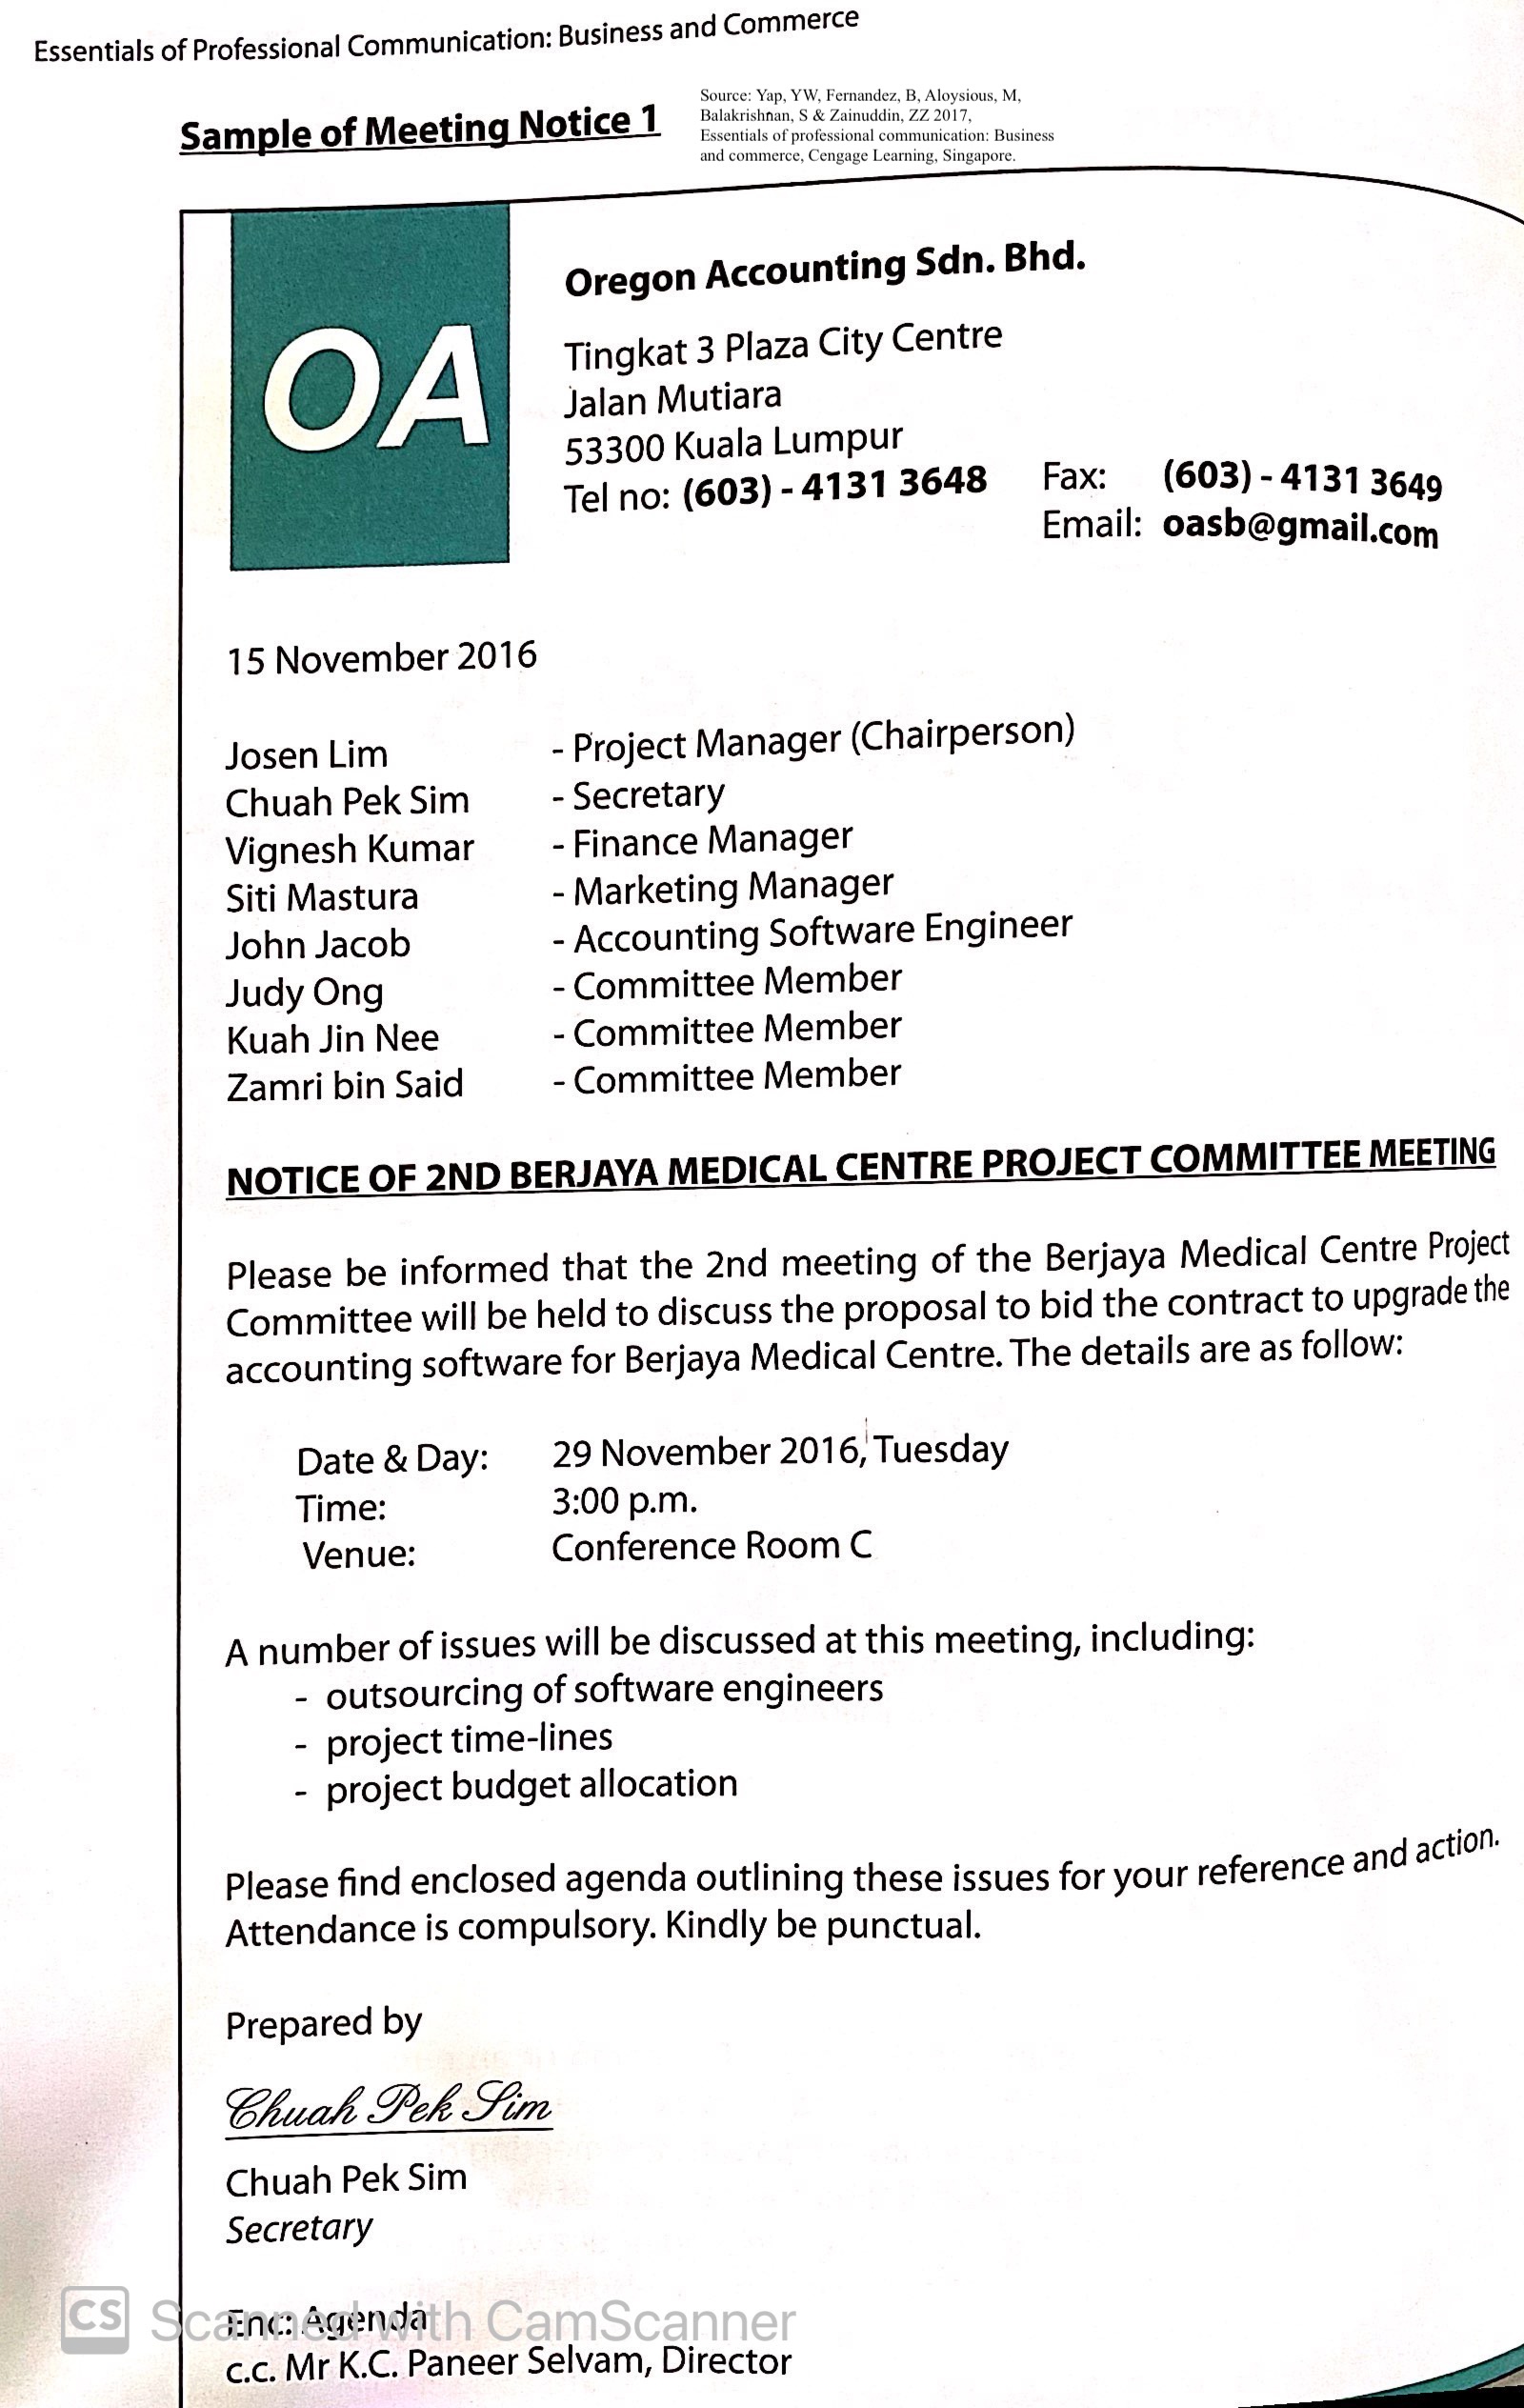 Essentials of Professional Communication: Business and Commerce
Sample of Meeting Notice 1
Source: Yap, YW, Fernandez, B, Aloysious, M,
Balakrishnan, S & Zainuddin, ZZ 2017,
Essentials of professional communication: Business
and commerce, Cengage Learning, Singapore.
OA
Oregon Accounting Sdn. Bhd.
Tingkat 3 Plaza City Centre
Jalan Mutiara
53300 Kuala Lumpur
Tel no: (603) - 4131 3648 Fax: (603) - 4131 3649
Email: oasb@gmail.com
15 November 2016
Josen Lim - Project Manager (Chairperson)
Chuah Pek Sim - Secretary
Vignesh Kumar - Finance Manager
Siti Mastura - Marketing Manager
John Jacob - Accounting Software Engineer
Judy Ong - Committee Member
Kuah Jin Nee - Committee Member
Zamri bin Said - Committee Member
NOTICE OF 2ND BERJAYA MEDICAL CENTRE PROJECT COMMITTEE MEETING
Please be informed that the 2nd meeting of the Berjaya Medical Centre Project
Committee will be held to discuss the proposal to bid the contract to upgrade the
accounting software for Berjaya Medical Centre. The details are as follow:
Date & Day: 29 November 2016, Tuesday
Time: 3:00 p.m.
Venue: Conference Room C
A number of issues will be discussed at this meeting, including:
- outsourcing of software engineers
- project time-lines
- project budget allocation
Please find enclosed agenda outlining these issues for your reference and action.
Attendance is compulsory. Kindly be punctual.
Prepared by
Chuah Pek Sim
Chuah Pek Sim
Secretary
Enc: Agenda
CS Scanned with CamScanner
c.c. Mr K.C. Paneer Selvam, Director